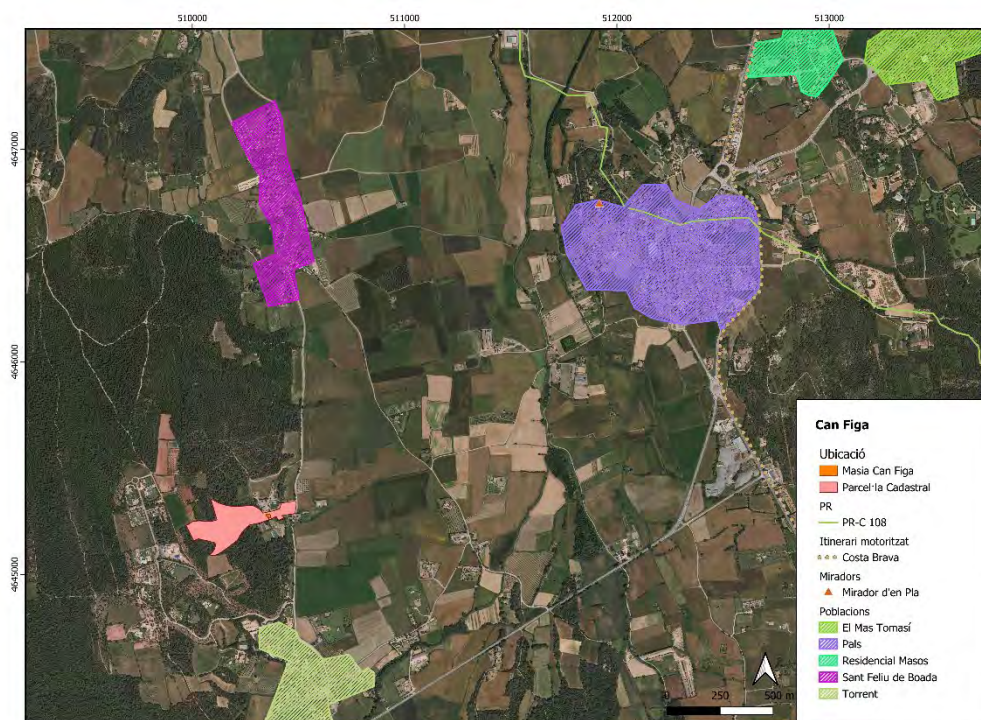 510000 511000 512000 513000
4647000
4646000
4645000
Can Figa
Ubicació
Masia Can Figa
Parcel·la Cadastral
PR
PR-C 108
Itinerari motoritzat
Costa Brava
Miradors
Mirador d'en Pla
Poblacions
El Mas Tomasí
Pals
Residencial Masos
Sant Feliu de Boada
Torrent
0 250 500 m